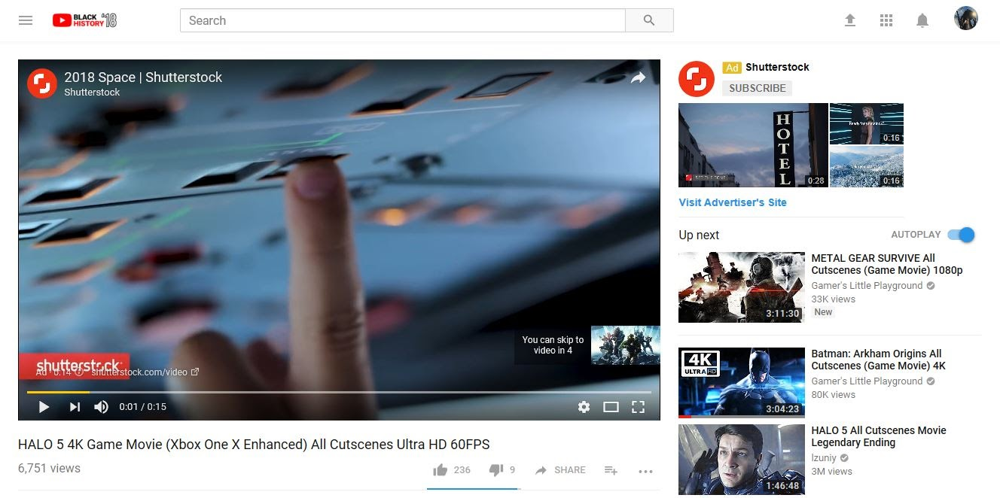 BLACK
HISTORY '18
Search
2018 Space | Shutterstock
Shutterstock
You can skip to
video in 4
Ad · 0:14 shutterstock.com/video
0:01 / 0:15
HALO 5 4K Game Movie (Xbox One X Enhanced) All Cutscenes Ultra HD 60FPS
6,751 views
236
9
SHARE
Ad Shutterstock
SUBSCRIBE
HOTEL
0:28
0:16
0:16
Visit Advertiser's Site
Up next
AUTOPLAY
METAL GEAR SURVIVE All
Cutscenes (Game Movie) 1080p
Gamer's Little Playground
33K views
New
3:11:30
4K
ULTRA HD
Batman: Arkham Origins All
Cutscenes (Game Movie) 4K
Gamer's Little Playground
80K views
3:04:23
HALO 5 All Cutscenes Movie
Legendary Ending
Izuniy
3M views
1:46:48